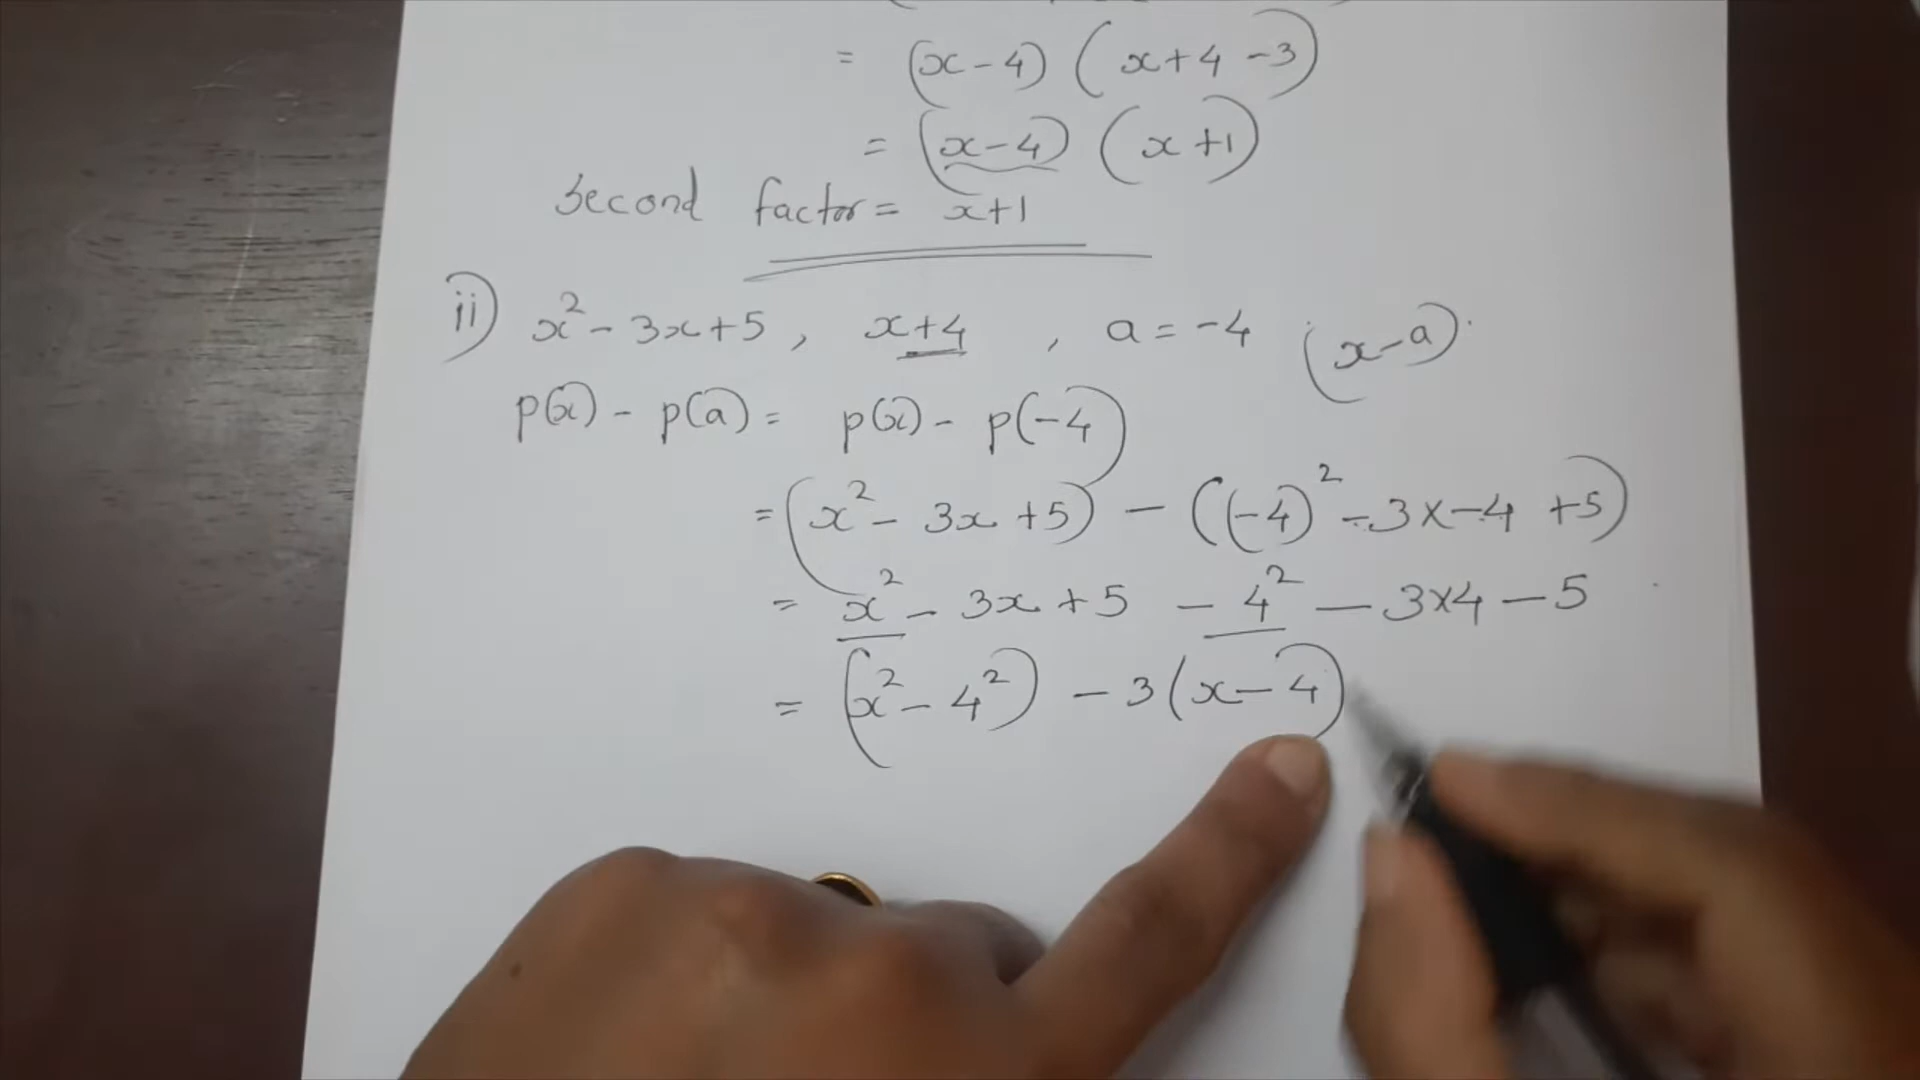 = (x-4) (x+4-3)
= (x-4) (x+1)
Second factor = x+1
ii) x² - 3x+5, x+4, a = -4 (x-a)
p(x) - p(a) = p(x) - p(-4)
= (x² - 3x+5) - ((-4)² - 3x-4 +5)
= x² - 3x+5 - 4² - 3x4 - 5
= (x² - 4²) - 3(x-4)